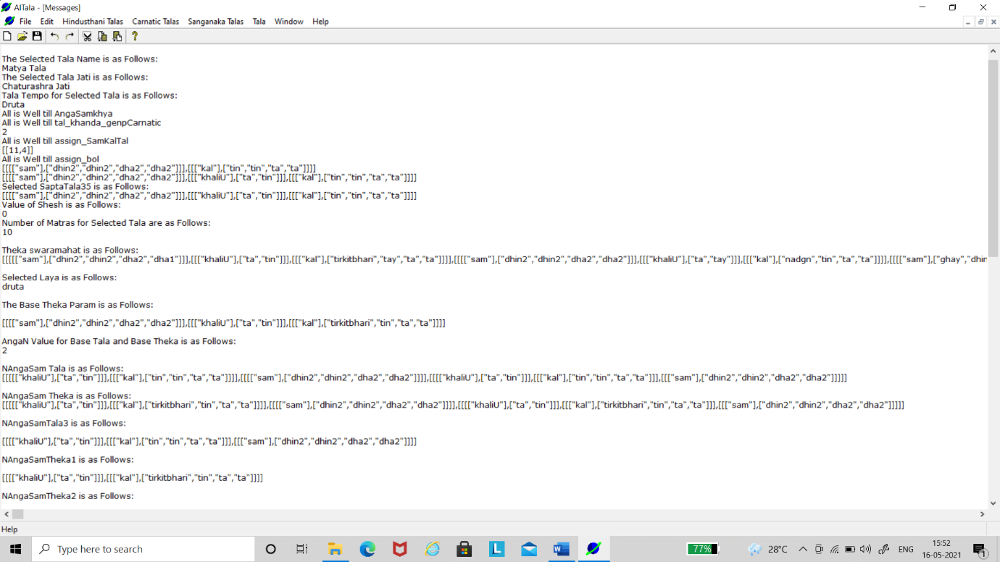 AITala - [Messages]
File Edit Hindusthani Talas Carnatic Talas Sanganaka Talas Tala Window Help
The Selected Tala Name is as Follows:
Matya Tala
The Selected Tala Jati is as Follows:
Chaturashra Jati
Tala Tempo for Selected Tala is as Follows:
Druta
All is Well till AngaSamkhya
All is Well till tal_khanda_genpCarnatic
2
All is Well till assign_SamKalTal
[[11,4]]
All is Well till assign_bol
[[[["sam"],["dhin2","dhin2","dha2","dha2"]]],[[["kal"],["tin","tin","ta","ta"]]]]
[[[["sam"],["dhin2","dhin2","dha2","dha2"]]],[[["khaliU"],["ta","tin"]]],[[["kal"],["tin","tin","ta","ta"]]]]
Selected SaptaTala35 is as Follows:
[[[["sam"],["dhin2","dhin2","dha2","dha2"]]],[[["khaliU"],["ta","tin"]]],[[["kal"],["tin","tin","ta","ta"]]]]
Value of Shesh is as Follows:
0
Number of Matras for Selected Tala are as Follows:
10
Theka swaramahat is as Follows:
[[[[["sam"],["dhin2","dhin2","dha2","dha1"]]],[[["khaliU"],["ta","tin"]]],[[["kal"],["tirkitbhari","tay","ta","ta"]]]],[[[["sam"],["dhin2","dhin2","dha2","dha2"]]],[[["khaliU"],["ta","tay"]]],[[["kal"],["nadgn","tin","ta","ta"]]]],[[[["sam"],["ghay","dhin
Selected Laya is as Follows:
druta
The Base Theka Param is as Follows:
[[[["sam"],["dhin2","dhin2","dha2","dha2"]]],[[["khaliU"],["ta","tin"]]],[[["kal"],["tirkitbhari","tin","ta","ta"]]]]
AngaN Value for Base Tala and Base Theka is as Follows:
2
NAngaSam Tala is as Follows:
[[[[["khaliU"],["ta","tin"]]],[[["kal"],["tin","tin","ta","ta"]]]],[[[["sam"],["dhin2","dhin2","dha2","dha2"]]]],[[[["khaliU"],["ta","tin"]]],[[["kal"],["tin","tin","ta","ta"]]],[[["sam"],["dhin2","dhin2","dha2","dha2"]]]]]
NAngaSam Theka is as Follows:
[[[[["khaliU"],["ta","tin"]]],[[["kal"],["tirkitbhari","tin","ta","ta"]]]],[[[["sam"],["dhin2","dhin2","dha2","dha2"]]]],[[[["khaliU"],["ta","tin"]]],[[["kal"],["tirkitbhari","tin","ta","ta"]]],[[["sam"],["dhin2","dhin2","dha2","dha2"]]]]]
NAngaSamTala3 is as Follows:
[[[["khaliU"],["ta","tin"]]],[[["kal"],["tin","tin","ta","ta"]]],[[["sam"],["dhin2","dhin2","dha2","dha2"]]]]
NAngaSamTheka1 is as Follows:
[[[["khaliU"],["ta","tin"]]],[[["kal"],["tirkitbhari","tin","ta","ta"]]]]
NAngaSamTheka2 is as Follows:
Help
Type here to search
77%
28°C
ENG
15:52
16-05-2021
1